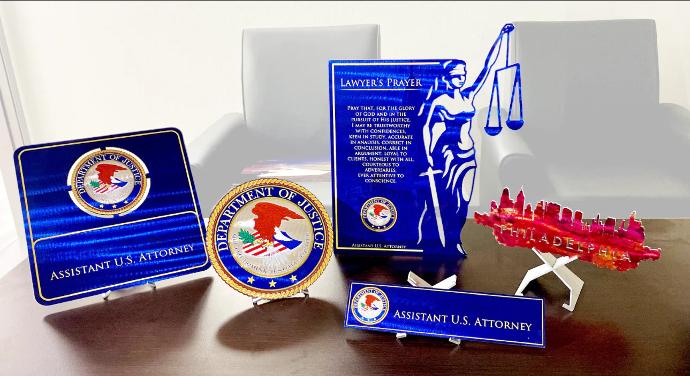 DEPARTMENT OF JUSTICE
ASSISTANT U.S. ATTORNEY
DEPARTMENT OF JUSTICE
LAWYER'S PRAYER
PRAY THAT, FOR THE GLORY
OF GOD AND IN THE
PURSUIT OF HIS JUSTICE,
I MAY BE TRUSTWORTHY
WITH CONFIDENCES,
KEEN IN STUDY, ACCURATE
IN ANALYSIS, CORRECT IN
CONCLUSION, ABLE IN
ARGUMENT, LOYAL TO
CLIENTS, HONEST WITH ALL,
COURTEOUS TO
ADVERSARIES,
EVER ATTENTIVE TO
CONSCIENCE.
ASSISTANT U.S. ATTORNEY
PHILADELPHIA
ASSISTANT U.S. ATTORNEY